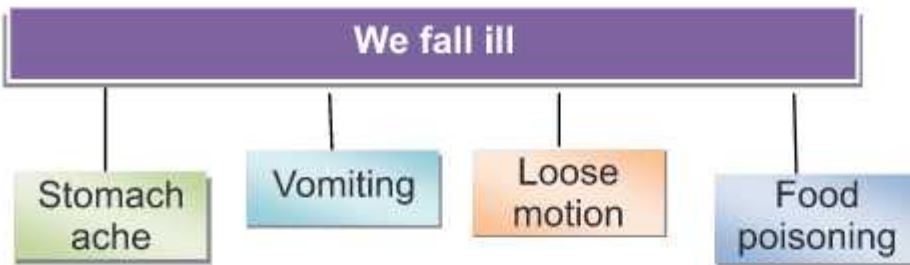 We fall ill
Stomach
ache
Vomiting
Loose
motion
Food
poisoning